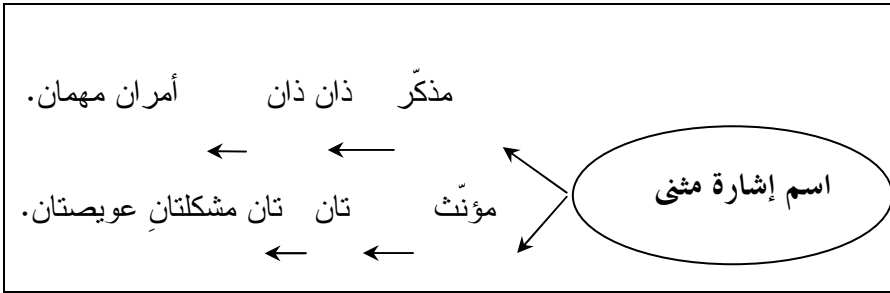 مذكّر ذان ذان أمران مهمان.
اسم إشارة مثنى
مؤنّث تان تان مشكلتانِ عويصتان.